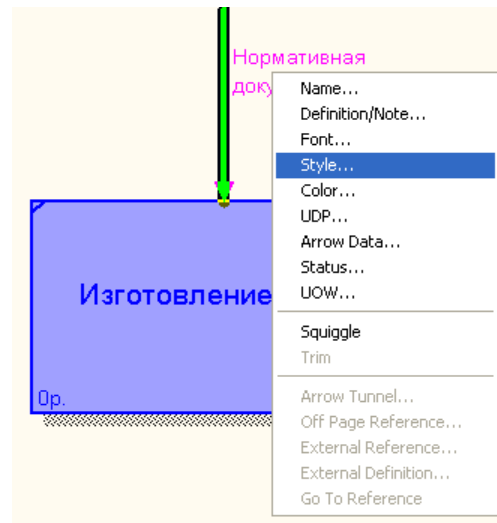 Нормативная
Name...
Definition/Note...
Font...
Style...
Color...
UDP...
Arrow Data...
Status...
UOW...
Squiggle
Trim
Arrow Tunnel...
Off Page Reference...
External Reference...
External Definition...
Go To Reference
Изготовление
0р.